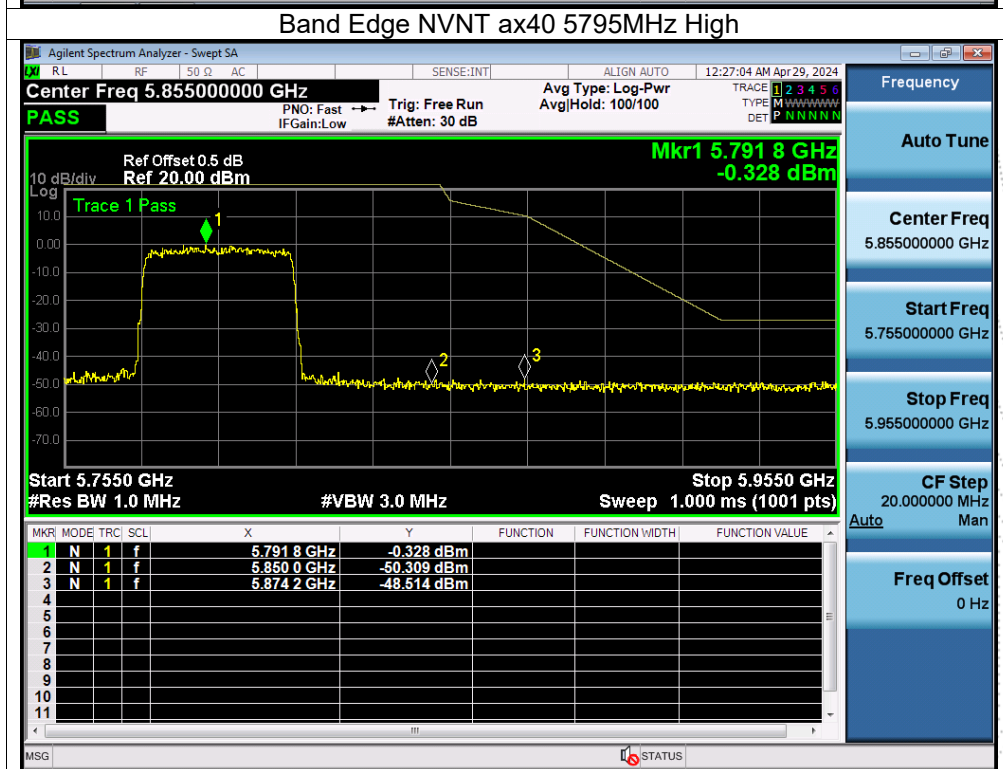 Band Edge NVNT ax40 5795MHz High
Agilent Spectrum Analyzer - Swept SA
LXI RL RF 50 Ω AC SENSE:INT ALIGN AUTO 12:27:04 AM Apr 29, 2024
Center Freq 5.855000000 GHz
PASS
PNO: Fast
IFGain:Low
Trig: Free Run
#Atten: 30 dB
Avg Type: Log-Pwr
Avg|Hold: 100/100
TRACE 1 2 3 4 5 6
TYPE M WWWWW
DET P N N N N N
Frequency
Auto Tune
Center Freq
5.855000000 GHz
Start Freq
5.755000000 GHz
Stop Freq
5.955000000 GHz
CF Step
20.000000 MHz
Auto Man
Freq Offset
0 Hz
Mkr1 5.791 8 GHz
-0.328 dBm
Ref Offset 0.5 dB
10 dB/div Ref 20.00 dBm
Log
Trace 1 Pass
10.0
0.00
-10.0
-20.0
-30.0
-40.0
-50.0
-60.0
-70.0
1
2
3
Start 5.7550 GHz Stop 5.9550 GHz
#Res BW 1.0 MHz #VBW 3.0 MHz Sweep 1.000 ms (1001 pts)
MKR MODE TRC SCL X Y FUNCTION FUNCTION WIDTH FUNCTION VALUE
1 N 1 f 5.791 8 GHz -0.328 dBm
2 N 1 f 5.850 0 GHz -50.309 dBm
3 N 1 f 5.874 2 GHz -48.514 dBm
4
5
6
7
8
9
10
11
MSG STATUS